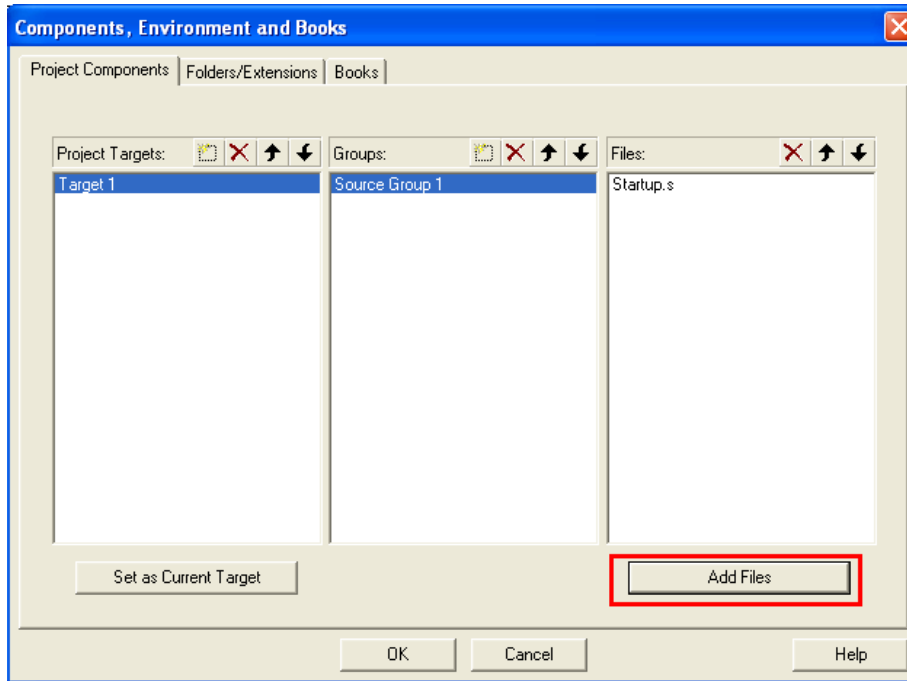 Components, Environment and Books
Project Components Folders/Extensions Books
Project Targets: Groups: Files:
Target 1 Source Group 1 Startup.s
Set as Current Target Add Files
OK Cancel Help